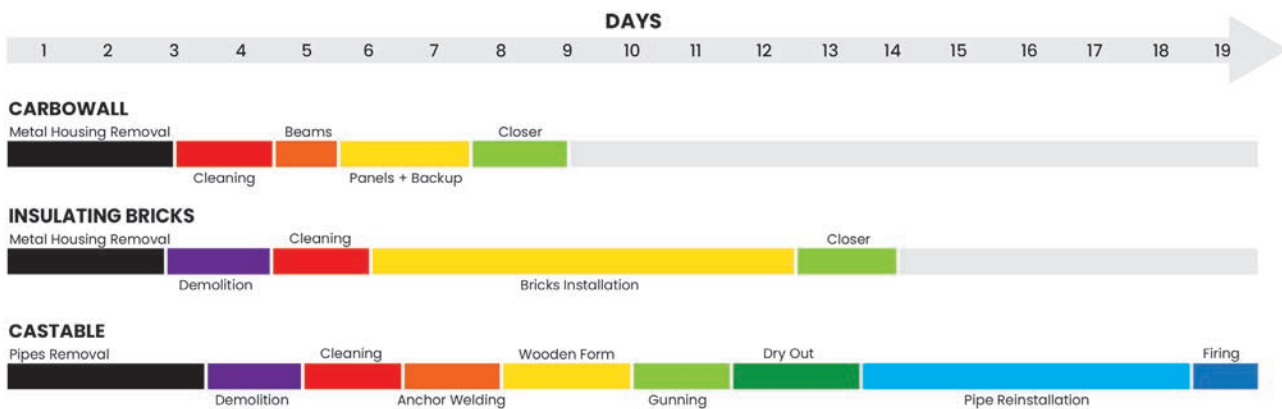 DAYS
1 2 3 4 5 6 7 8 9 10 11 12 13 14 15 16 17 18 19
CARBOWALL
Metal Housing Removal Beams Closer
Cleaning Panels + Backup
INSULATING BRICKS
Metal Housing Removal Cleaning Closer
Demolition Bricks Installation
CASTABLE
Pipes Removal Cleaning Wooden Form Dry Out Firing
Demolition Anchor Welding Gunning Pipe Reinstallation